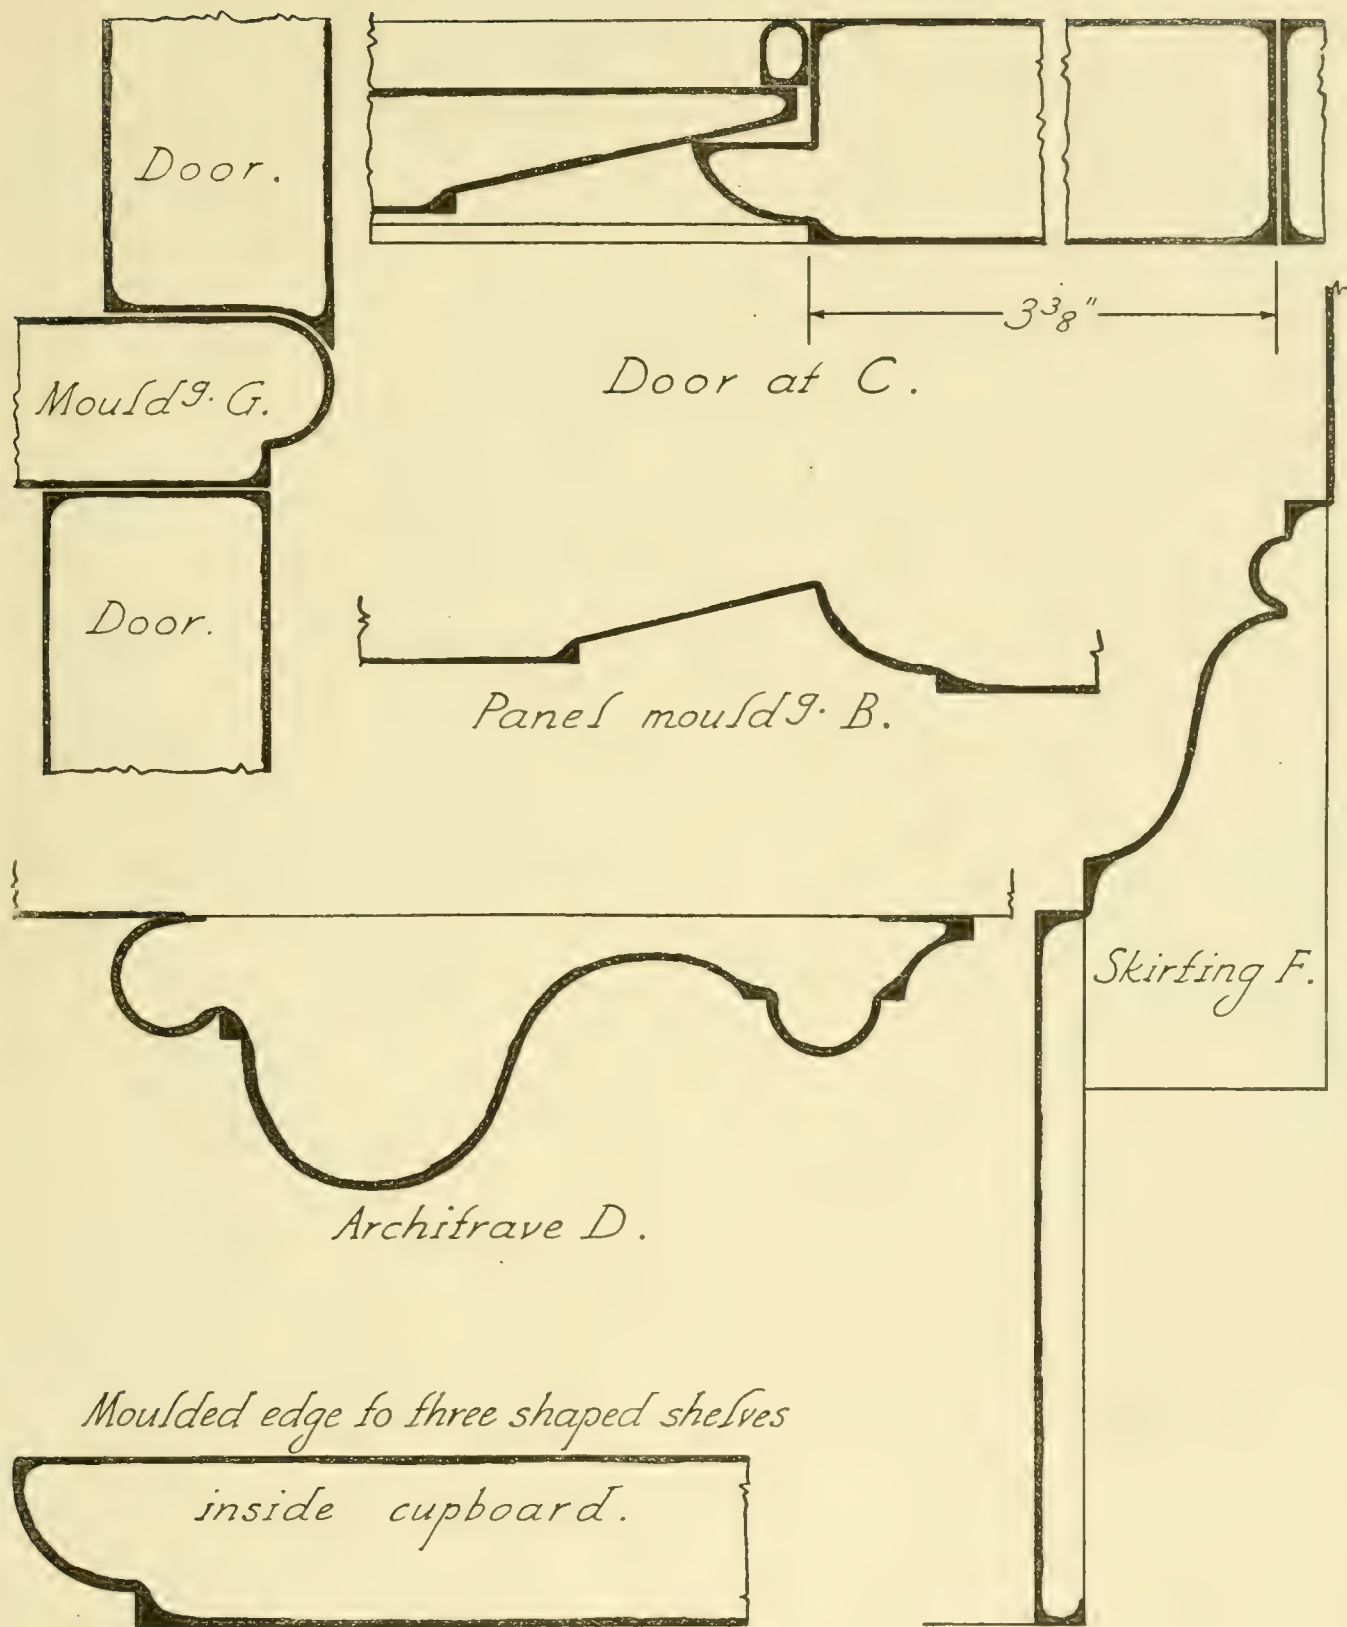 Door.
3 3/8"
Door at C.
Mould g. G.
Door.
Panel mould g. B.
Skirting F.
Architrave D.
Moulded edge to three shaped shelves
inside cupboard.